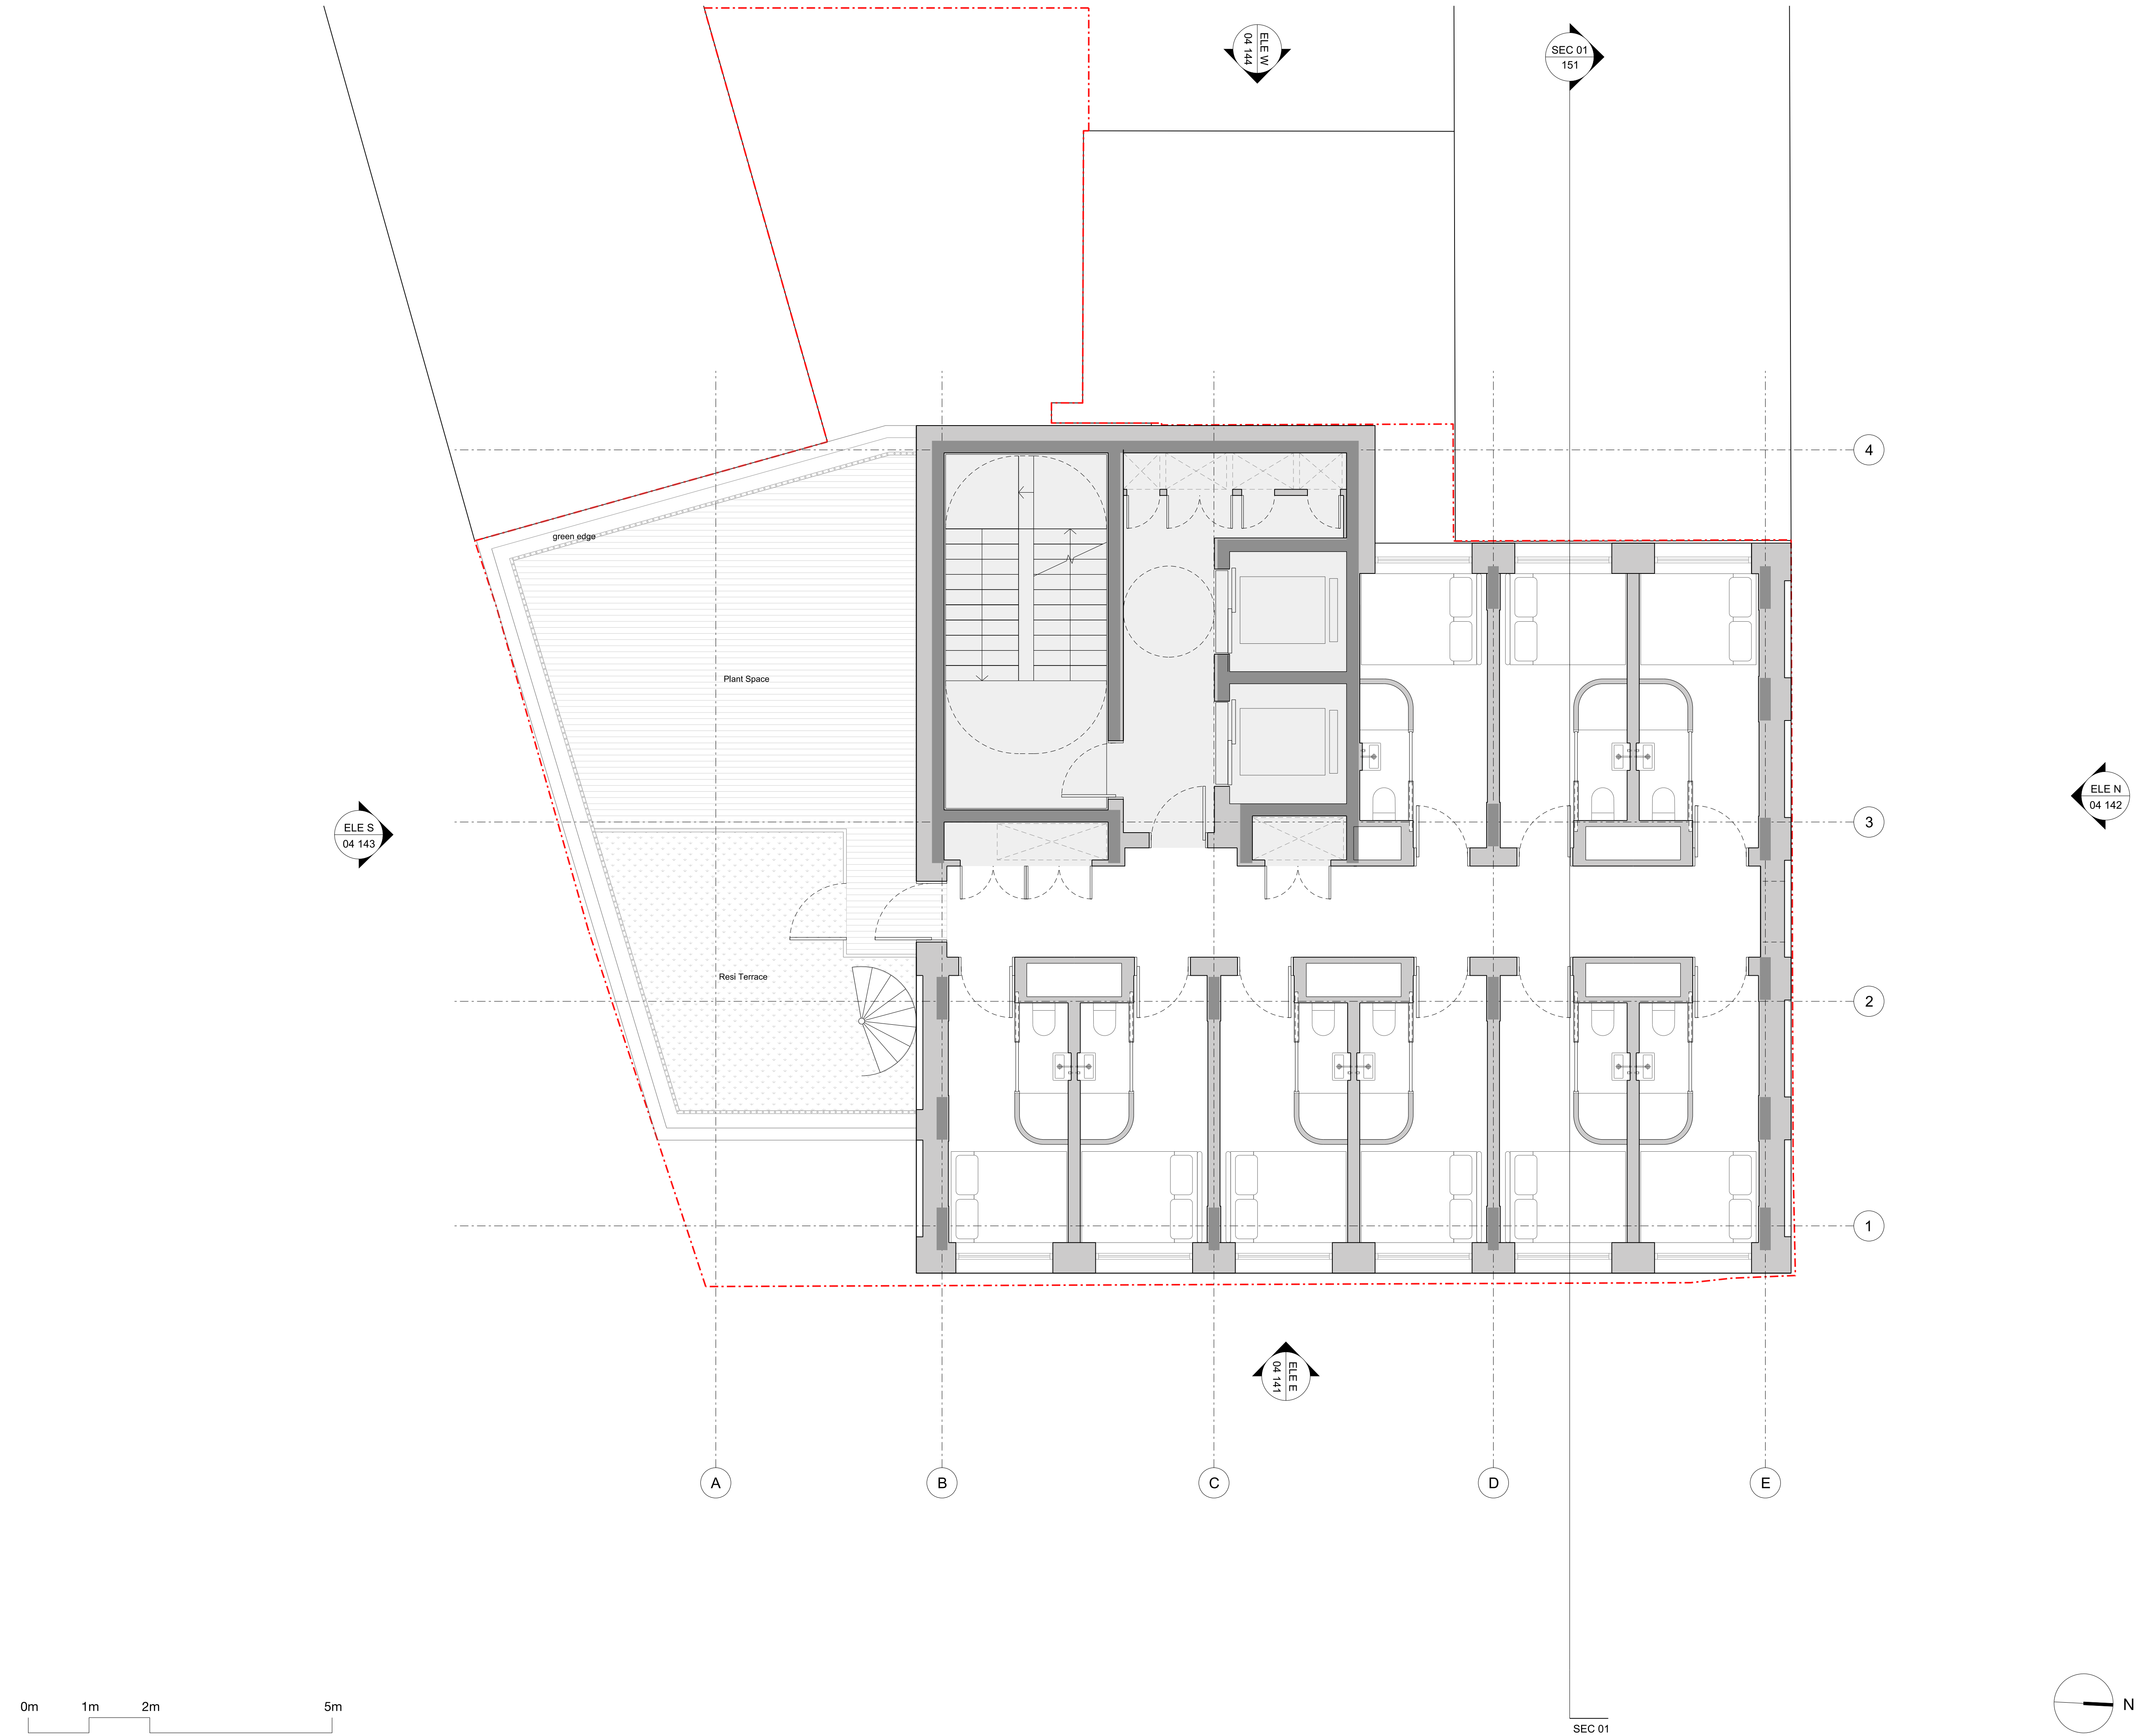 ELE W
04 144
SEC 01
151
4
green edge
Plant Space
ELE N
04 142
3
ELE S
04 143
Resi Terrace
2
1
ELE E
04 141
A
B
C
D
E
0m
1m
2m
5m
N
SEC 01